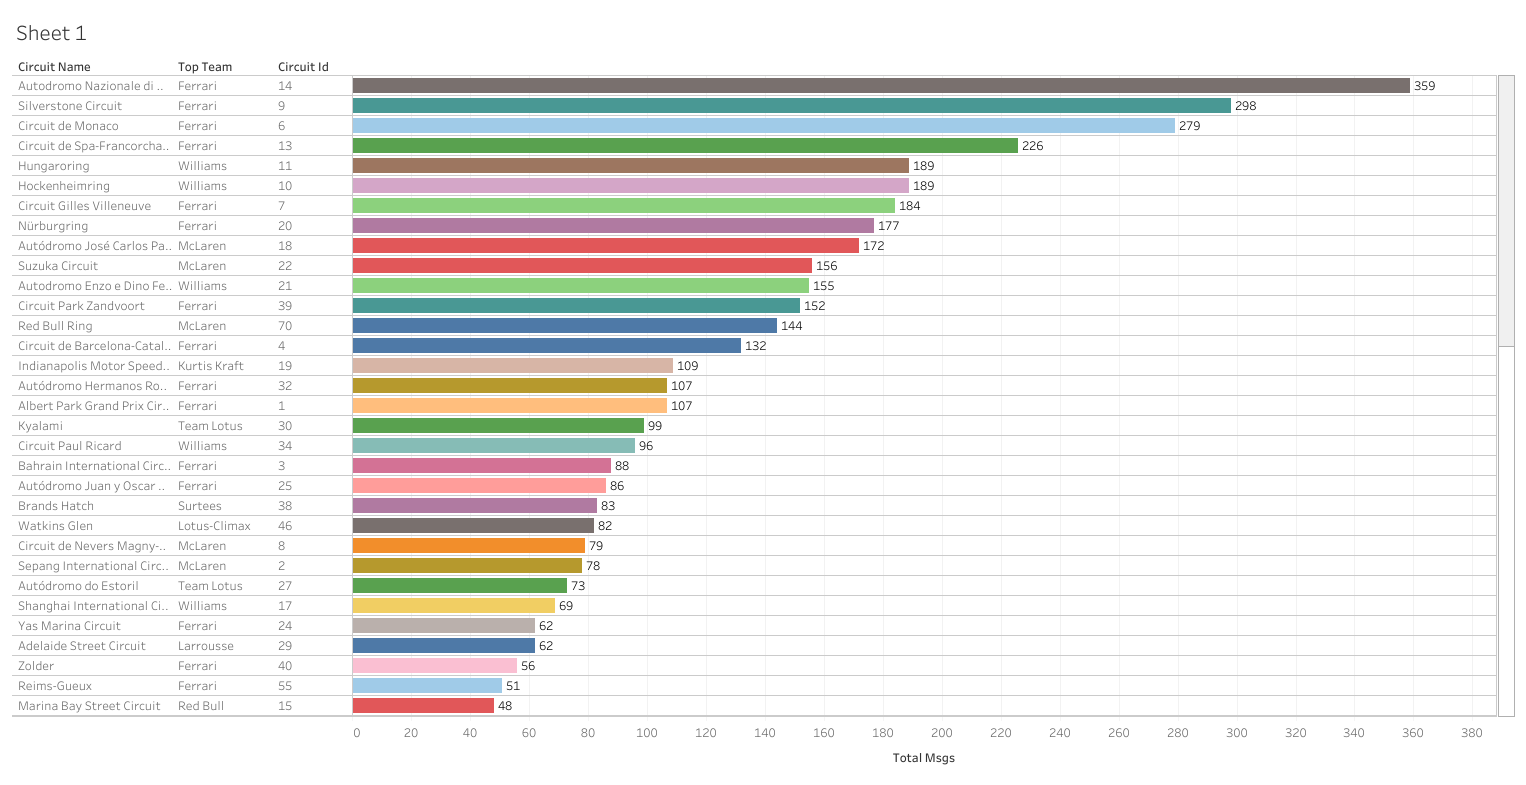 Sheet 1
Circuit Name Top Team Circuit Id
Autodromo Nazionale di .. Ferrari 14 359
Silverstone Circuit Ferrari 9 298
Circuit de Monaco Ferrari 6 279
Circuit de Spa-Francorcha.. Ferrari 13 226
Hungaroring Williams 11 189
Hockenheimring Williams 10 189
Circuit Gilles Villeneuve Ferrari 7 184
Nürburgring Ferrari 20 177
Autódromo José Carlos Pa.. McLaren 18 172
Suzuka Circuit McLaren 22 156
Autodromo Enzo e Dino Fe.. Williams 21 155
Circuit Park Zandvoort Ferrari 39 152
Red Bull Ring McLaren 70 144
Circuit de Barcelona-Catal.. Ferrari 4 132
Indianapolis Motor Speed.. Kurtis Kraft 19 109
Autódromo Hermanos Ro.. Ferrari 32 107
Albert Park Grand Prix Cir.. Ferrari 1 107
Kyalami Team Lotus 30 99
Circuit Paul Ricard Williams 34 96
Bahrain International Circ.. Ferrari 3 88
Autódromo Juan y Oscar .. Ferrari 25 86
Brands Hatch Surtees 38 83
Watkins Glen Lotus-Climax 46 82
Circuit de Nevers Magny-.. McLaren 8 79
Sepang International Circ.. McLaren 2 78
Autódromo do Estoril Team Lotus 27 73
Shanghai International Ci.. Williams 17 69
Yas Marina Circuit Ferrari 24 62
Adelaide Street Circuit Larrousse 29 62
Zolder Ferrari 40 56
Reims-Gueux Ferrari 55 51
Marina Bay Street Circuit Red Bull 15 48
0 20 40 60 80 100 120 140 160 180 200 220 240 260 280 300 320 340 360 380
Total Msgs